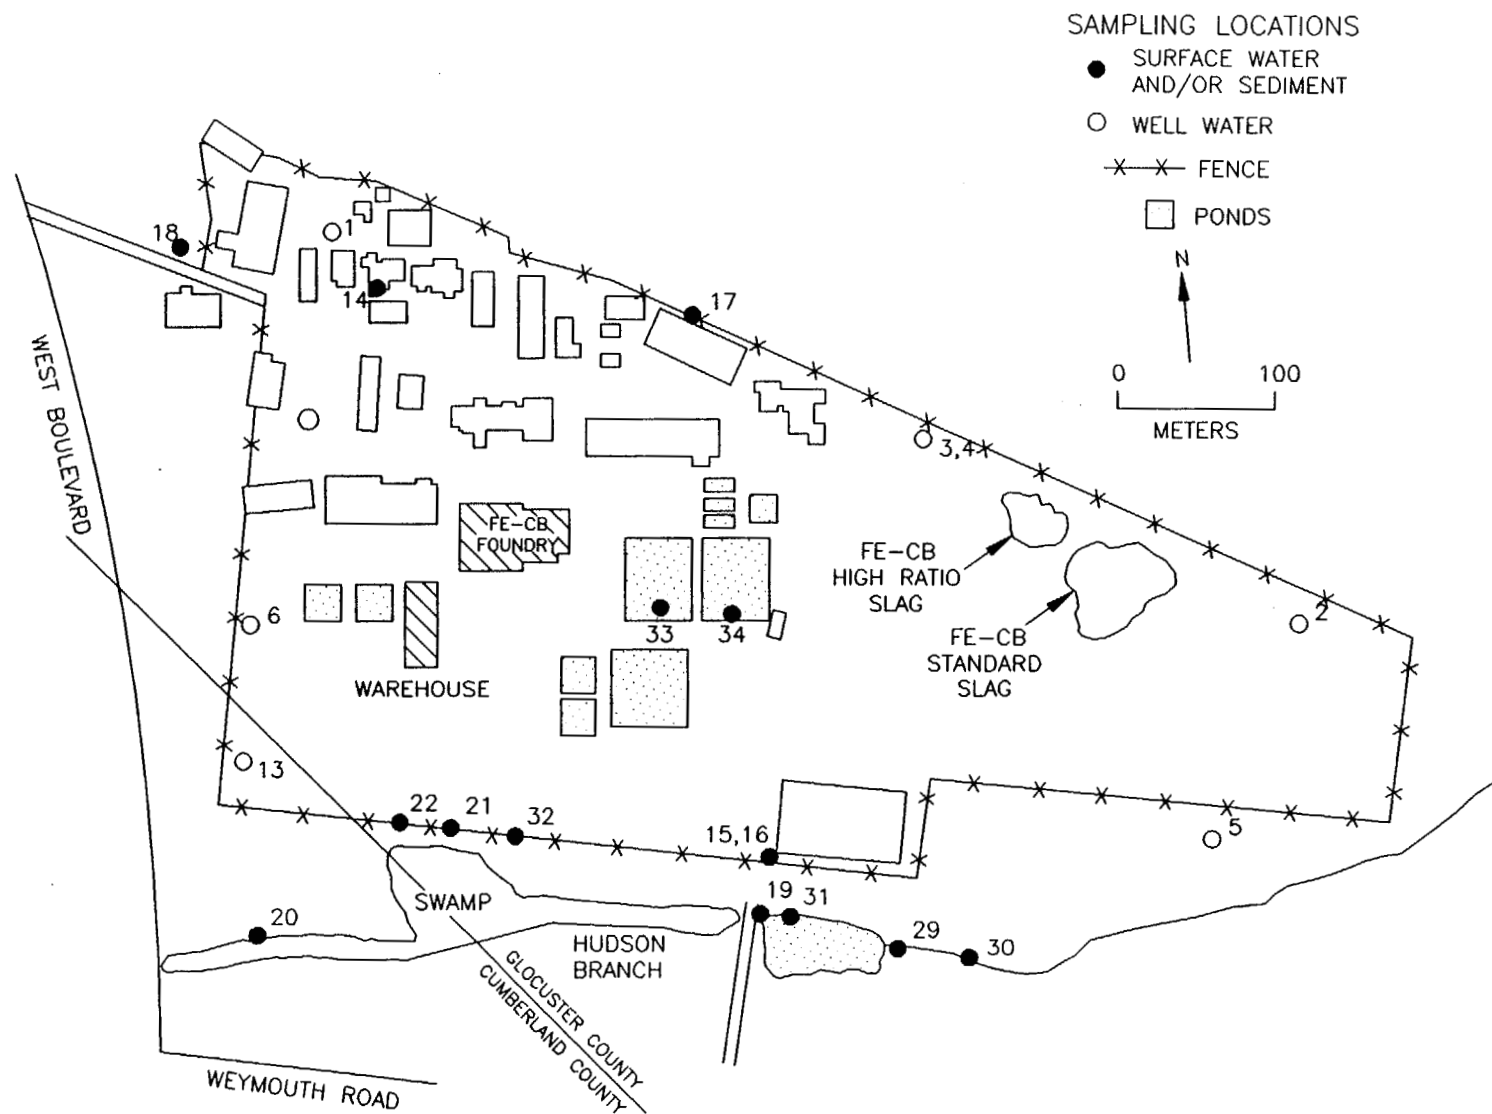 SAMPLING LOCATIONS
SURFACE WATER
AND/OR SEDIMENT
WELL WATER
FENCE
PONDS
N
0 100
METERS
18
1
14
17
3,4
WEST BOULEVARD
FE-CB
FOUNDRY
FE-CB
HIGH RATIO
SLAG
FE-CB
STANDARD
SLAG
6
33
34
2
WAREHOUSE
13
22
21
32
15,16
5
19
31
SWAMP
20
29
30
HUDSON
BRANCH
GLOCUSTER COUNTY
CUMBERLAND COUNTY
WEYMOUTH ROAD